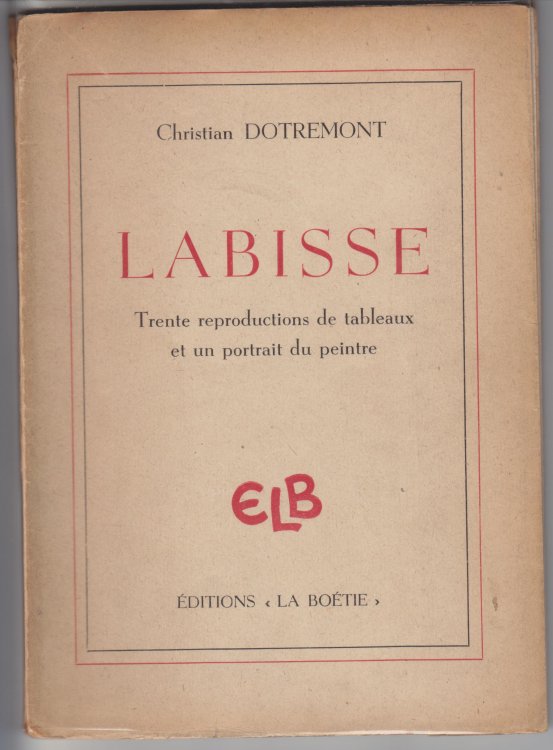 Christian DOTREMONT
LABISSE
Trente reproductions de tableaux
et un portrait du peintre
ELB
ÉDITIONS ‹ LA BOÉTIE ›